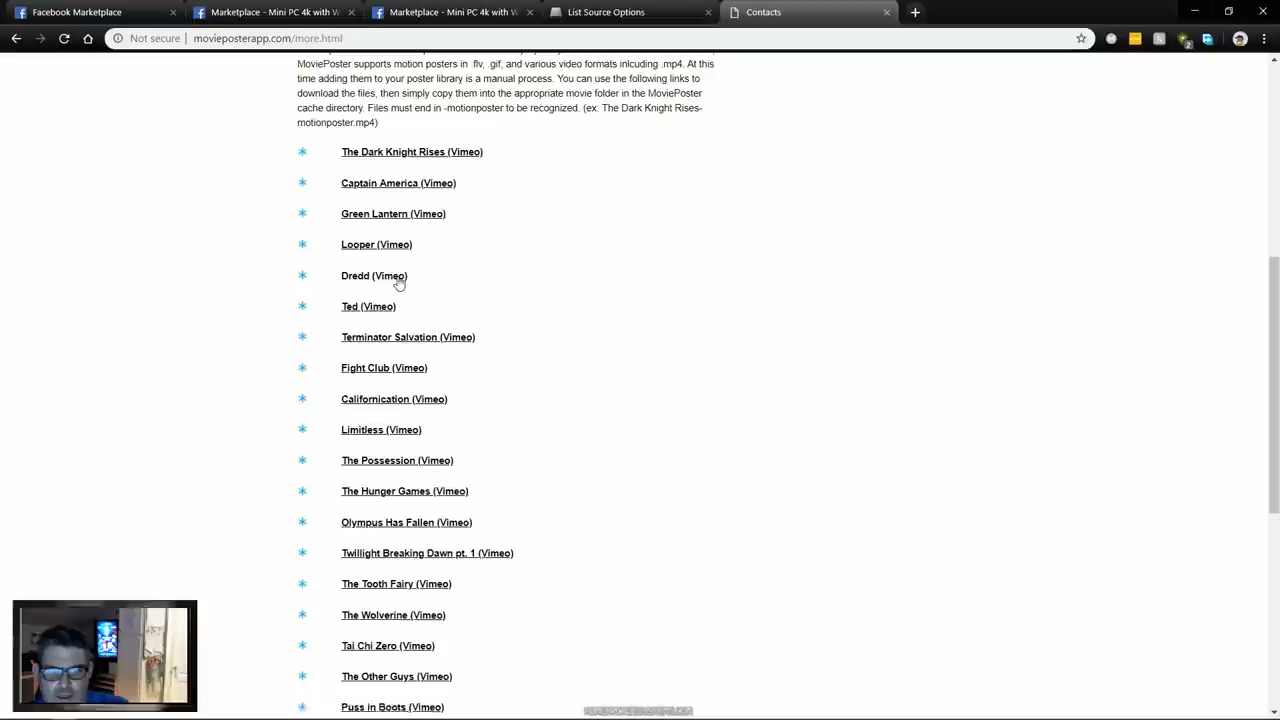 Facebook Marketplace
Marketplace - Mini PC 4k with W
Marketplace - Mini PC 4k with W
List Source Options
Contacts
Not secure
movieposterapp.com/more.html
2
MoviePoster supports motion posters in .flv, .gif, and various video formats inlcuding .mp4. At this
time adding them to your poster library is a manual process. You can use the following links to
download the files, then simply copy them into the appropriate movie folder in the MoviePoster
cache directory. Files must end in -motionposter to be recognized. (ex: The Dark Knight Rises-
motionposter.mp4)
The Dark Knight Rises (Vimeo)
Captain America (Vimeo)
Green Lantern (Vimeo)
Looper (Vimeo)
Dredd (Vimeo)
Ted (Vimeo)
Terminator Salvation (Vimeo)
Fight Club (Vimeo)
Californication (Vimeo)
Limitless (Vimeo)
The Possession (Vimeo)
The Hunger Games (Vimeo)
Olympus Has Fallen (Vimeo)
Twillight Breaking Dawn pt. 1 (Vimeo)
The Tooth Fairy (Vimeo)
The Wolverine (Vimeo)
Tai Chi Zero (Vimeo)
The Other Guys (Vimeo)
Puss in Boots (Vimeo)